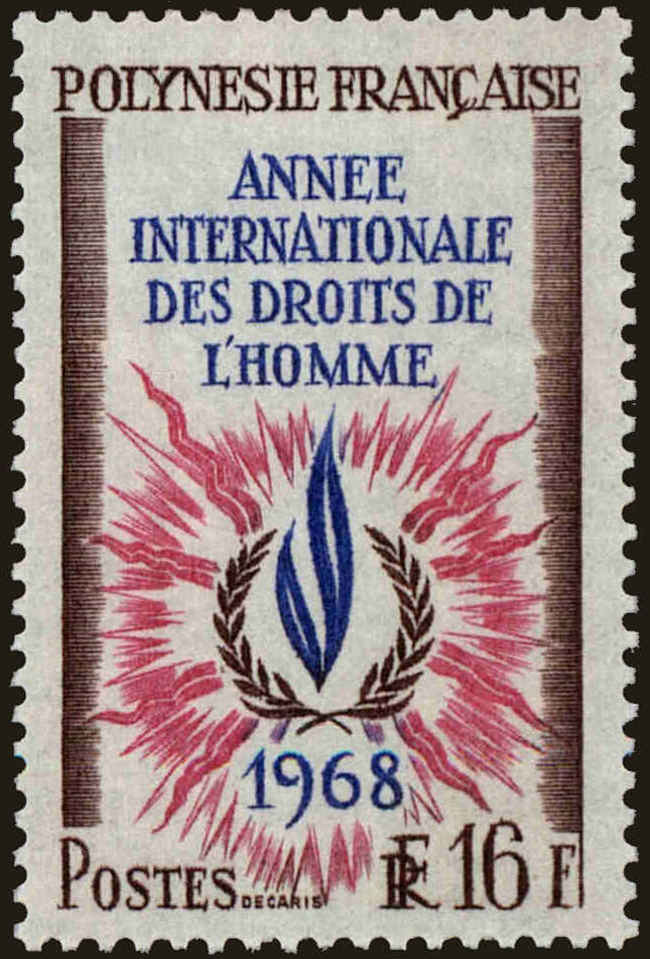 POLYNESIE FRANÇAISE
ANNEE
INTERNATIONALE
DES DROITS DE
L'HOMME
1968
POSTES DECARIS RF 16 F